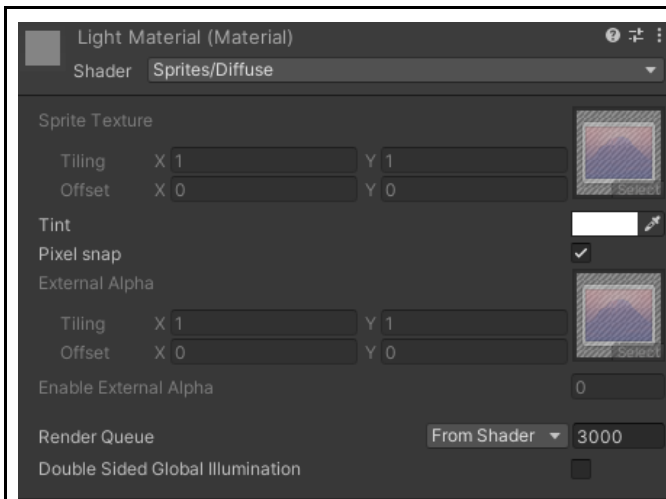 Light Material (Material)
Shader Sprites/Diffuse
Sprite Texture
Tiling X 1 Y 1
Offset X 0 Y 0
Select
Tint
Pixel snap
External Alpha
Tiling X 1 Y 1
Offset X 0 Y 0
Select
Enable External Alpha 0
Render Queue From Shader 3000
Double Sided Global Illumination